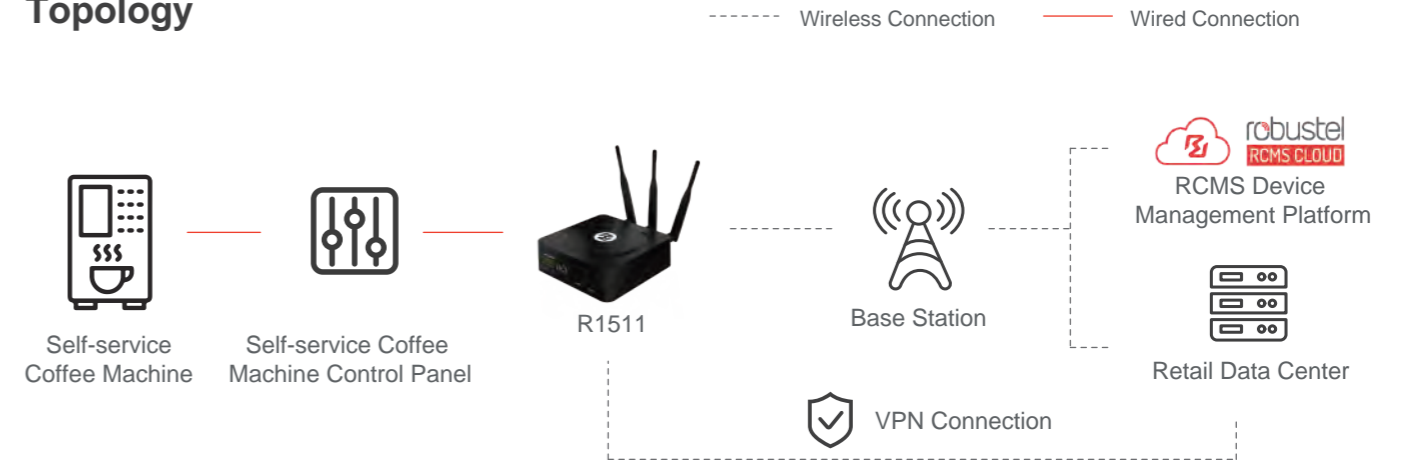 Topology
Wireless Connection
Wired Connection
robustel
RCMS CLOUD
RCMS Device
Management Platform
R1511
Base Station
Self-service
Coffee Machine
Self-service Coffee
Machine Control Panel
Retail Data Center
VPN Connection